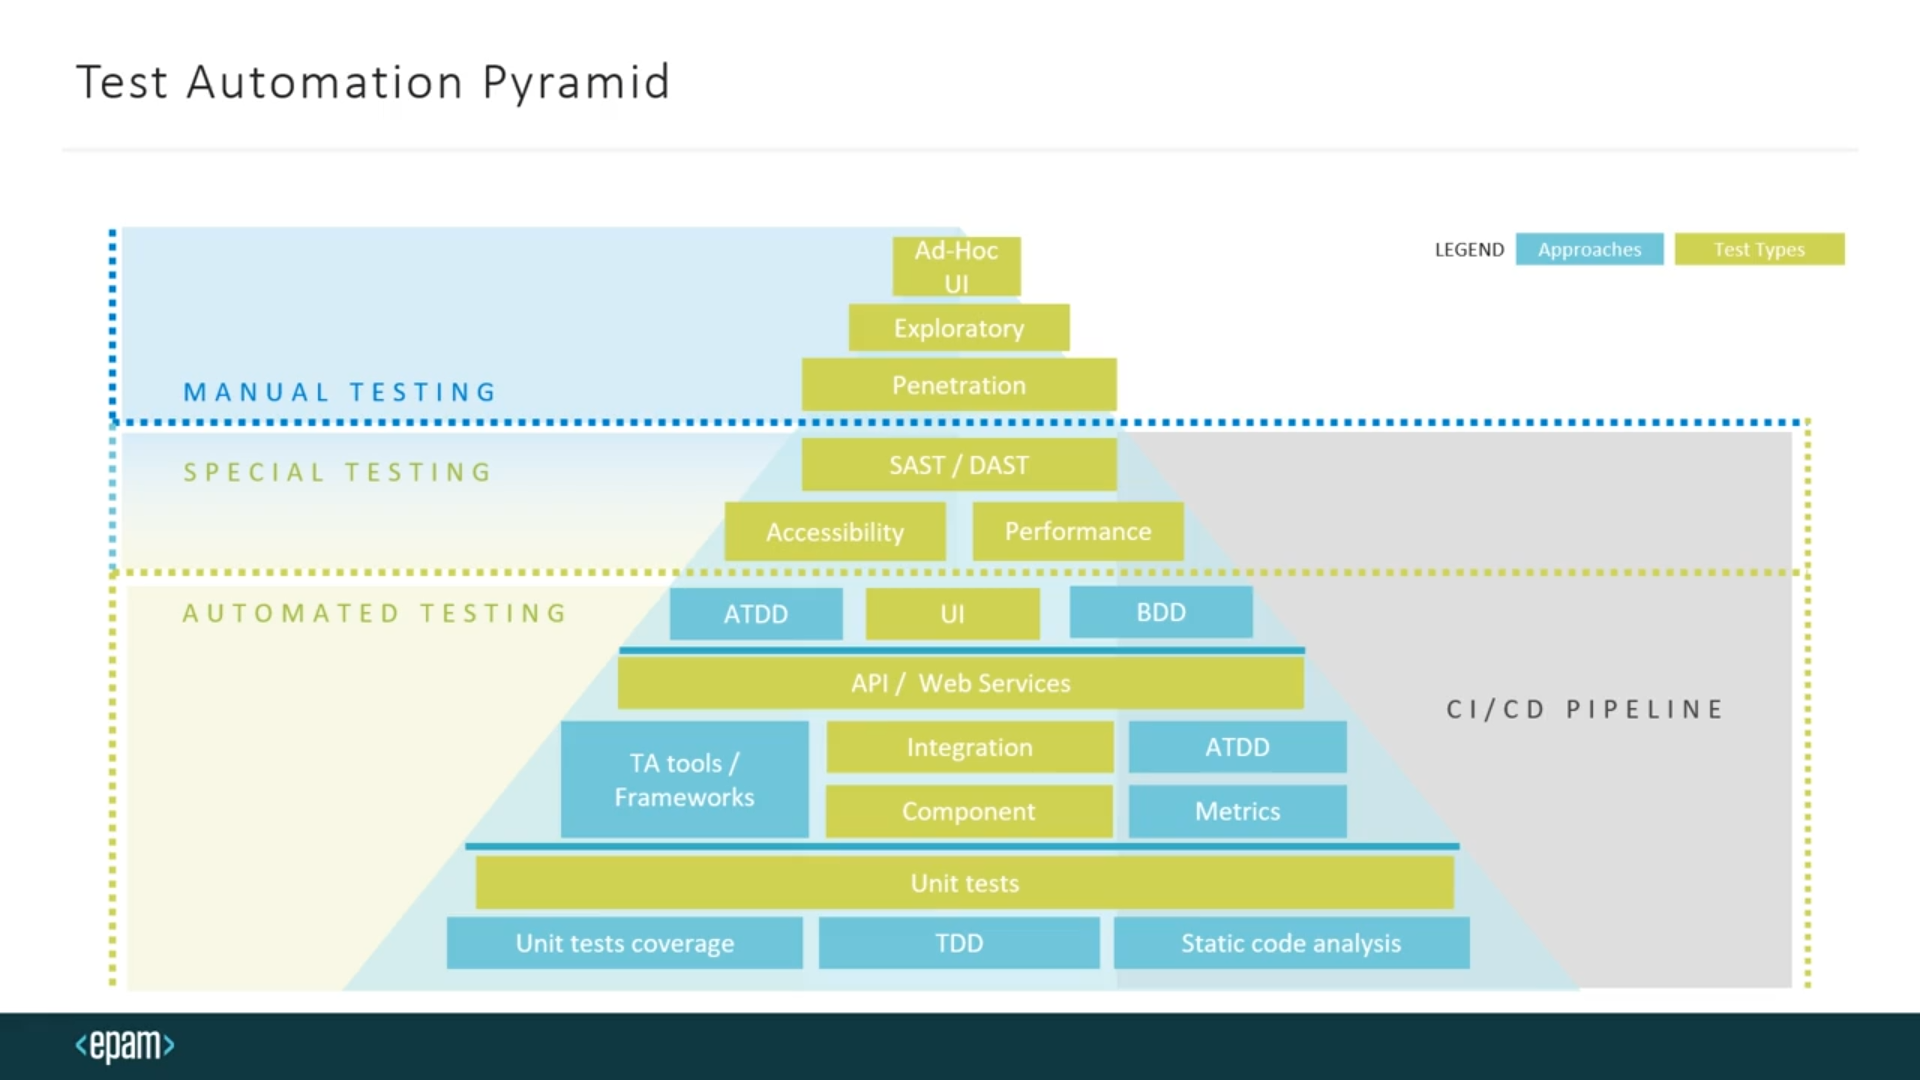 Test Automation Pyramid
LEGEND Approaches Test Types
Ad-Hoc
UI
Exploratory
Penetration
MANUAL TESTING
SAST / DAST
SPECIAL TESTING
Accessibility Performance
AUTOMATED TESTING
ATDD UI BDD
API / Web Services
CI/CD PIPELINE
TA tools /
Frameworks
Integration ATDD
Component Metrics
Unit tests
Unit tests coverage TDD Static code analysis
<epam>